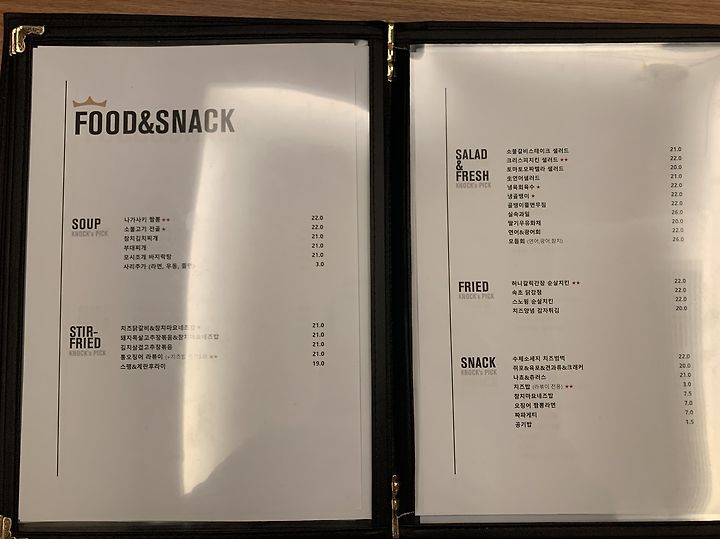 FOOD&SNACK
SOUP
KNOCK's PICK
나가사키 짬뽕 ★★ 22.0
소불고기 전골 ★ 22.0
참치김치찌개 21.0
부대찌개 21.0
모시조개 바지락탕 21.0
사리추가 (라면, 우동, 3.0
STIR-
FRIED
KNOCK's PICK
치즈닭갈비&참치마요네즈밥 21.0
돼지목살고추장볶음&참치마요네즈밥 21.0
김치삼겹고추장볶음 21.0
통오징어 라볶이 (+치즈밥 ★★ 21.0
스팸&계란후라이 19.0
SALAD
&
FRESH
KNOCK's PICK
소불갈비스테이크 샐러드 21.0
크리스피치킨 샐러드 ★★ 22.0
토마토모짜렐라 샐러드 20.0
生연어샐러드 21.0
냉육회육수 ★ 22.0
냉골뱅이 ★ 22.0
골뱅이물면무침 22.0
실속과일 26.0
딸기우유화채 20.0
연어&광어회 22.0
모듬회 (연어,광어,참치) 26.0
FRIED
KNOCK's PICK
허니갈릭간장 순살치킨 ★★ 22.0
속초 닭강정 22.0
스노윙 순살치킨 22.0
치즈양념 감자튀김 20.0
SNACK
KNOCK's PICK
수제소세지 치즈범벅 22.0
쥐포&육포&견과류&크래커 20.0
나쵸&츄러스 21.0
치즈밥 (라볶이 전용) ★★ 3.0
참치마요네즈밥 7.5
오징어 짬뽕라면 7.0
짜파게티 7.0
공기밥 1.5